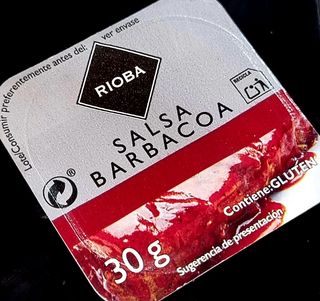 Lote/Consumir preferentemente antes del:
ver envase
RIOBA
RECICLA
SALSA
BARBACOA
®
30 g
Contiene:GLUTEN
Sugerencia de presentación